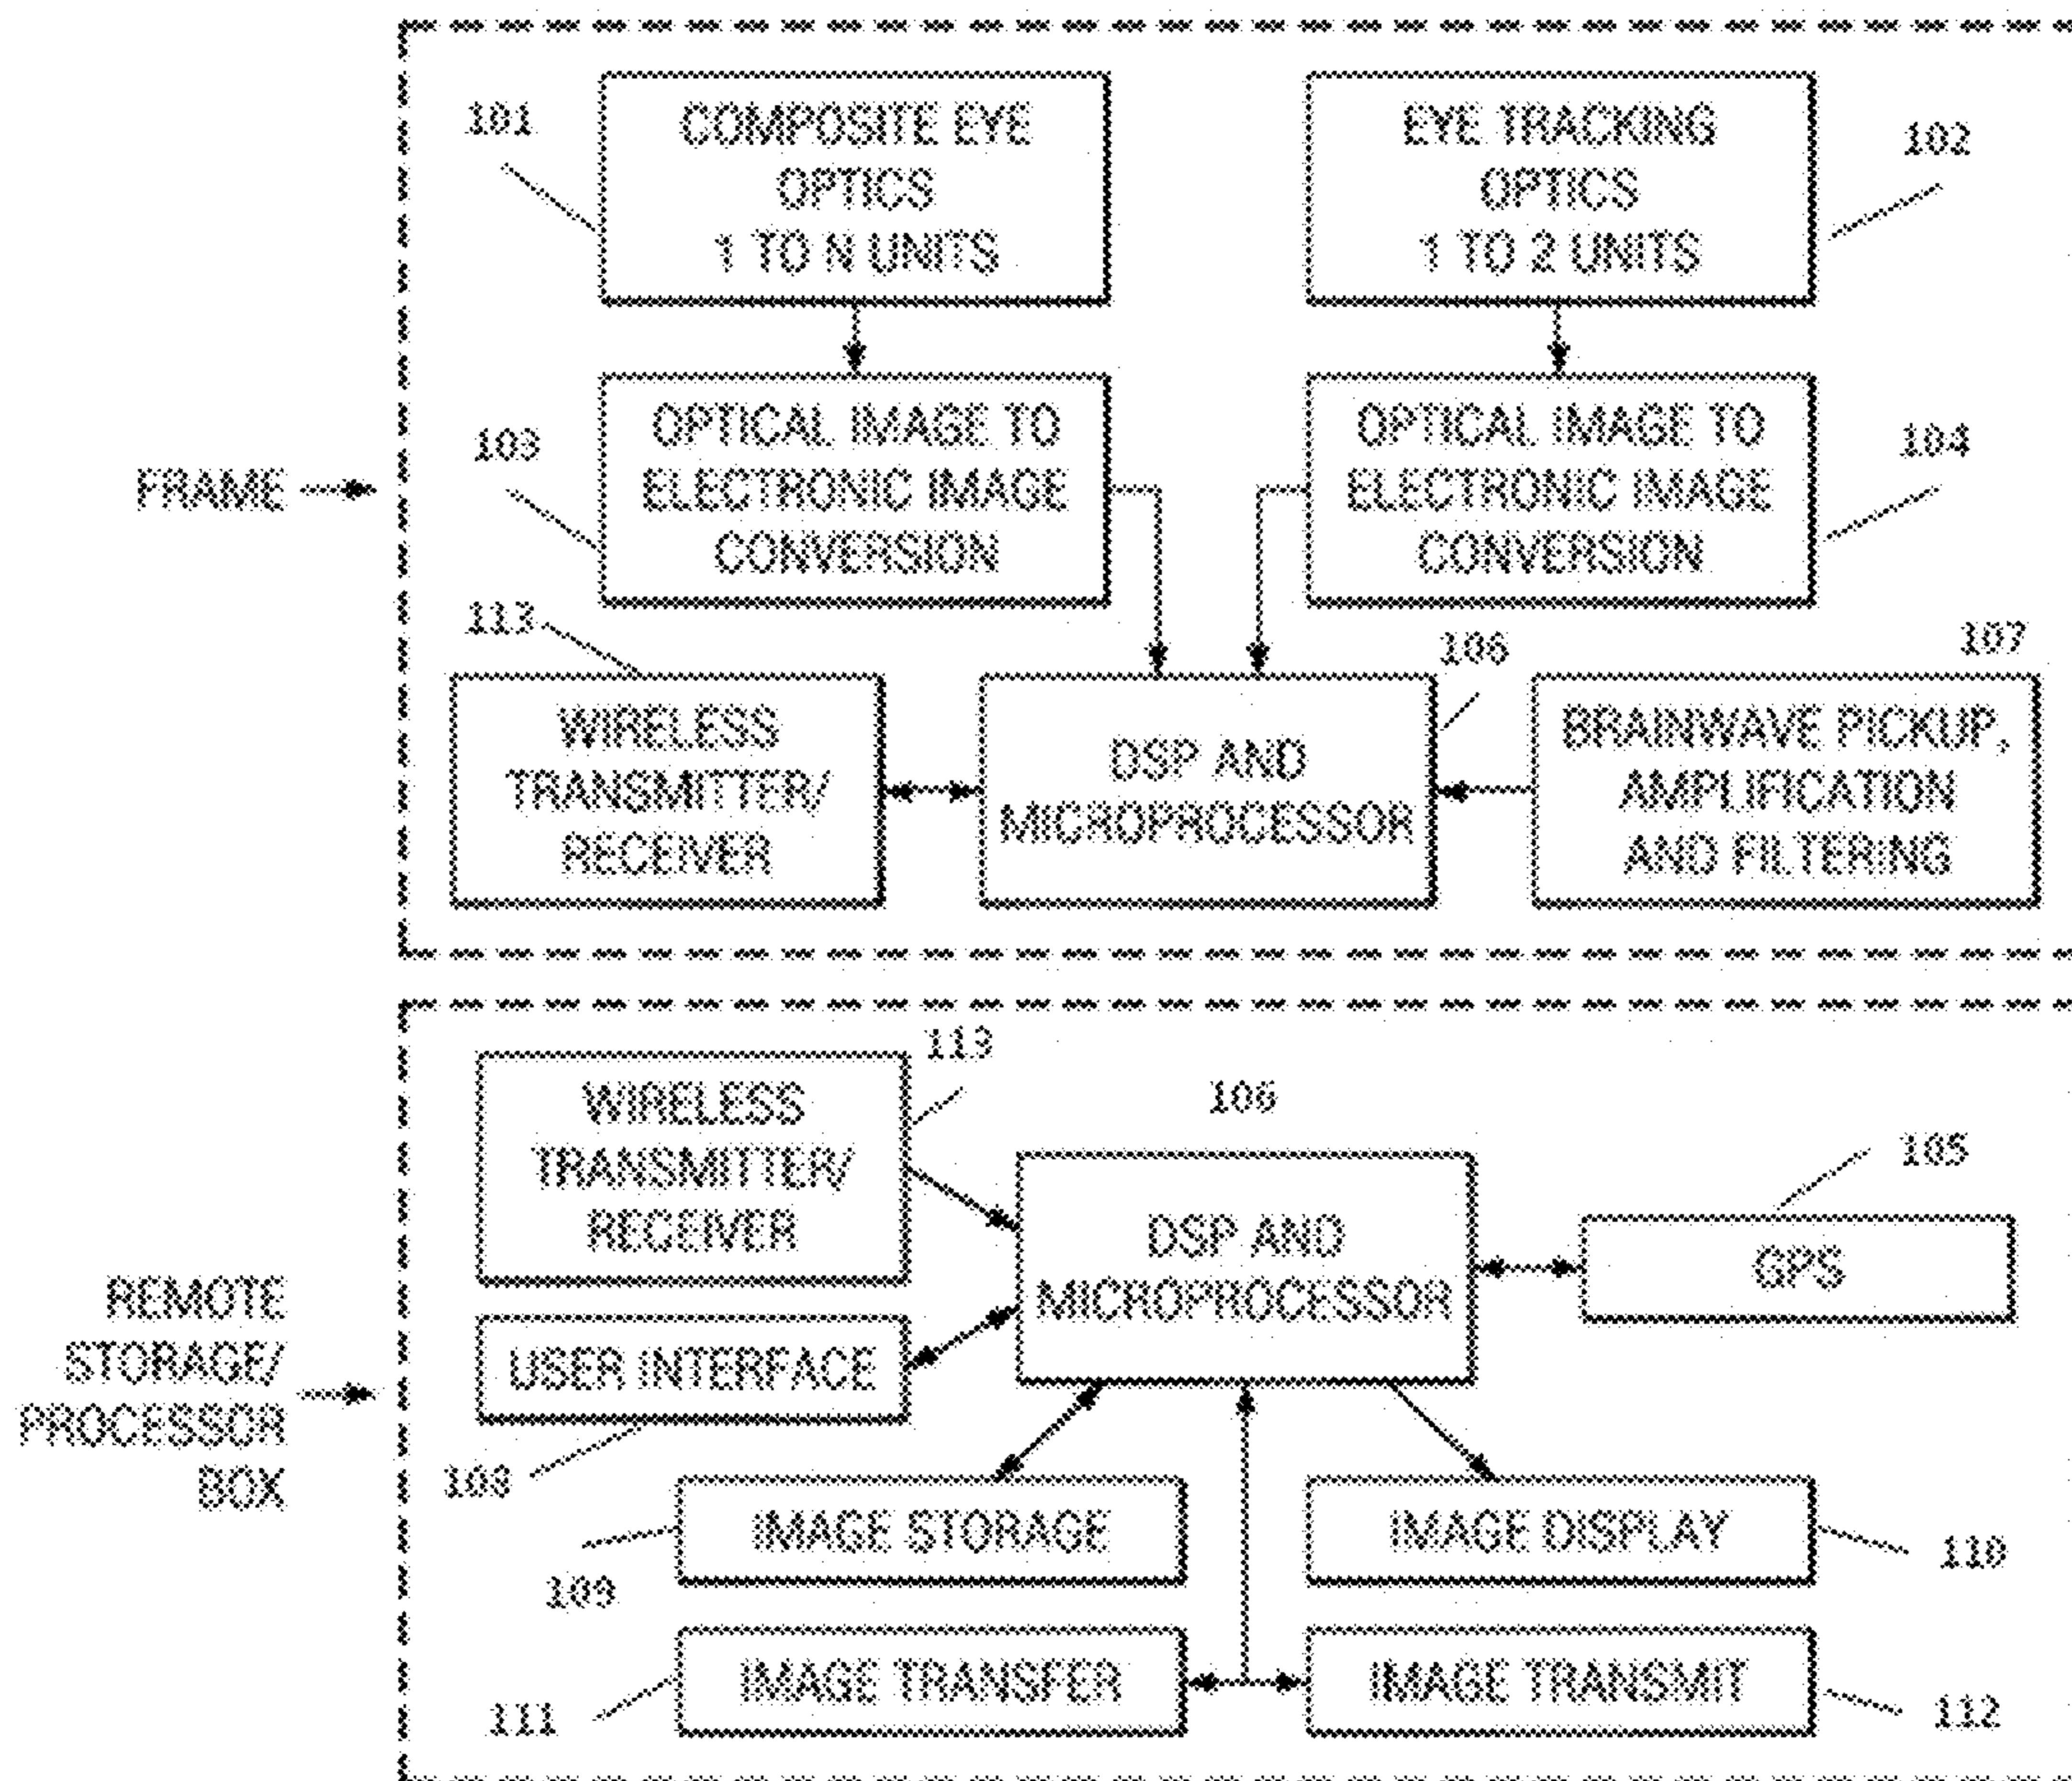 101
COMPOSITE EYE
OPTICS
1 TO N UNITS
EYE TRACKING
OPTICS
1 TO 2 UNITS
102
FRAME
103
OPTICAL IMAGE TO
ELECTRONIC IMAGE
CONVERSION
OPTICAL IMAGE TO
ELECTRONIC IMAGE
CONVERSION
104
113
WIRELESS
TRANSMITTER/
RECEIVER
106
DSP AND
MICROPROCESSOR
107
BRAINWAVE PICKUP,
AMPLIFICATION
AND FILTERING
REMOTE
STORAGE/
PROCESSOR
BOX
113
WIRELESS
TRANSMITTER/
RECEIVER
106
DSP AND
MICROPROCESSOR
105
GPS
USER INTERFACE
108
109
IMAGE STORAGE
IMAGE DISPLAY
110
111
IMAGE TRANSFER
IMAGE TRANSMIT
112